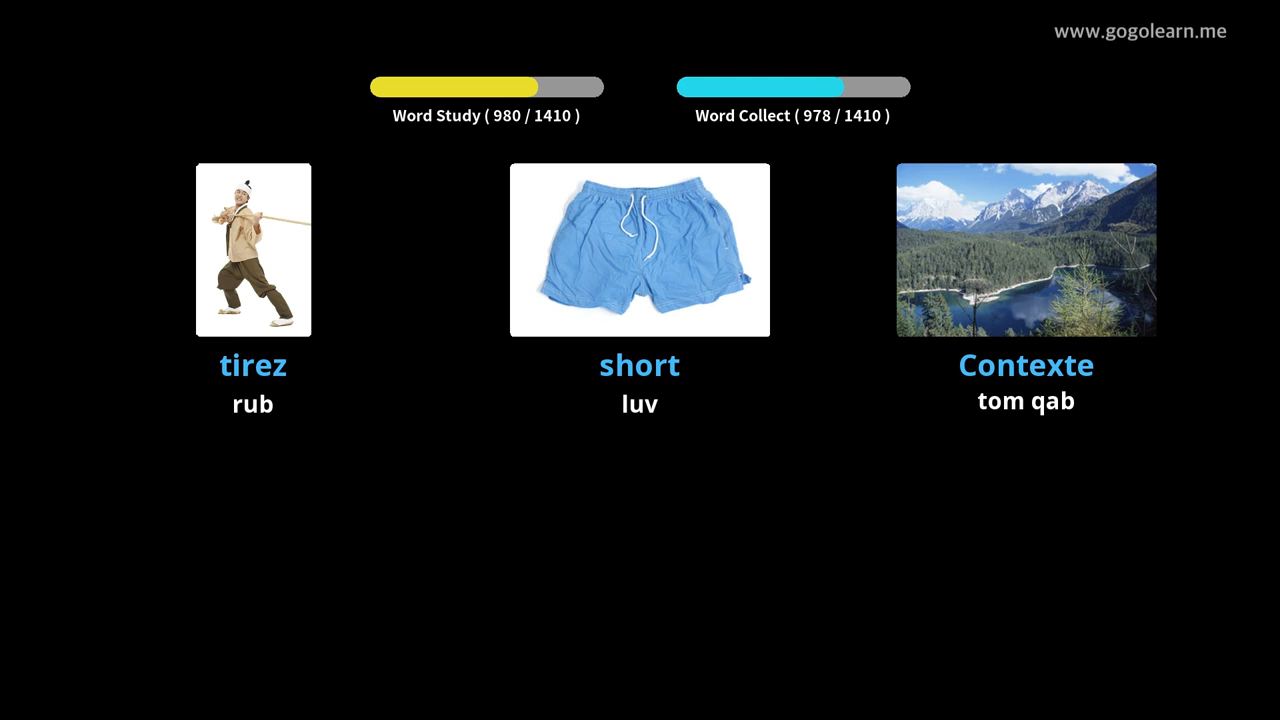 www.gogolearn.me
Word Study ( 980 / 1410 )
Word Collect ( 978 / 1410 )
tirez
rub
short
luv
Contexte
tom qab